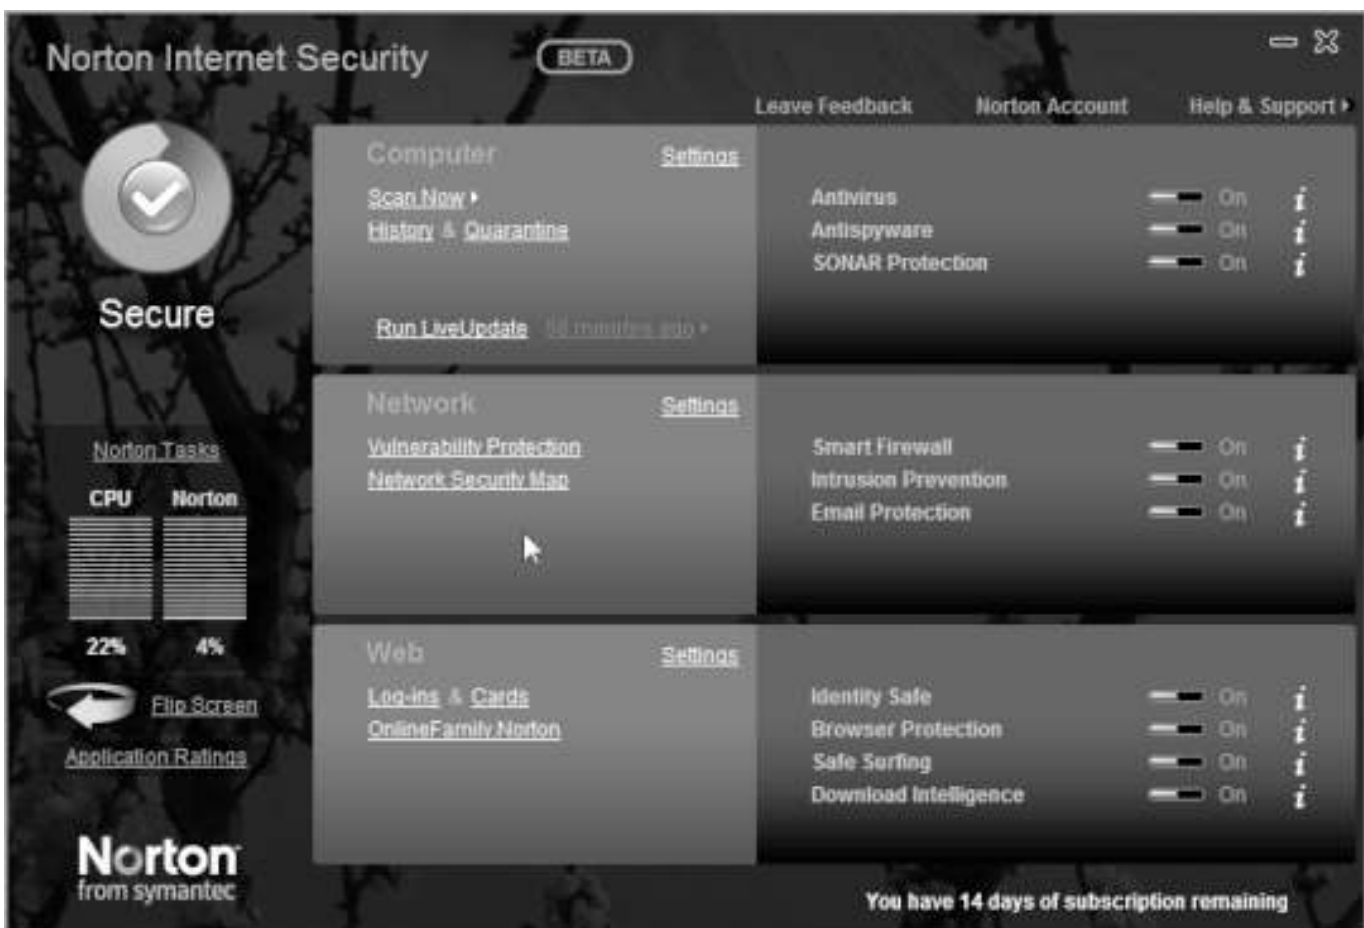 Norton Internet Security BETA
Leave Feedback Norton Account Help & Support
Secure
Norton Tasks
CPU Norton
22% 4%
Flip Screen
Application Ratings
Norton
from symantec
Computer Settings
Scan Now
History & Quarantine
Run LiveUpdate 58 minutes ago
Antivirus On i
Antispyware On i
SONAR Protection On i
Network Settings
Vulnerability Protection
Network Security Map
Smart Firewall On i
Intrusion Prevention On i
Email Protection On i
Web Settings
Log-ins & Cards
OnlineFamily.Norton
Identity Safe On i
Browser Protection On i
Safe Surfing On i
Download Intelligence On i
You have 14 days of subscription remaining